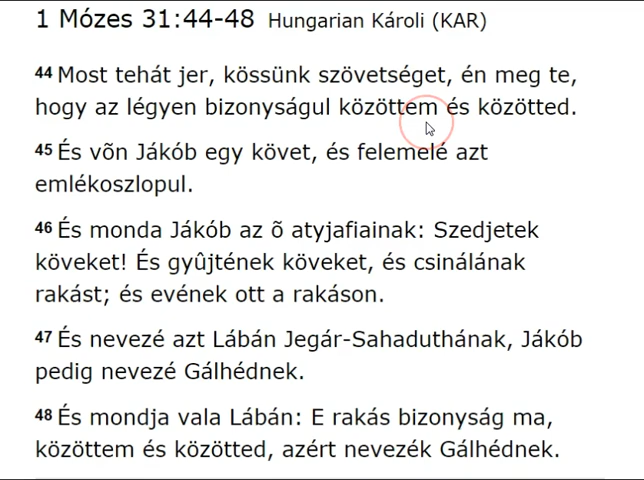 1 Mózes 31:44-48 Hungarian Károli (KAR)
44 Most tehát jer, kössünk szövetséget, én meg te,
hogy az légyen bizonyságul közöttem és közötted.
45 És võn Jákób egy követ, és felemelé azt
emlékoszlopul.
46 És monda Jákób az õ atyjafiainak: Szedjetek
köveket! És gyûjtének köveket, és csinálának
rakást; és evének ott a rakáson.
47 És nevezé azt Lábán Jegár-Sahaduthának, Jákób
pedig nevezé Gálhédnek.
48 És mondja vala Lábán: E rakás bizonyság ma,
közöttem és közötted, azért nevezék Gálhédnek.